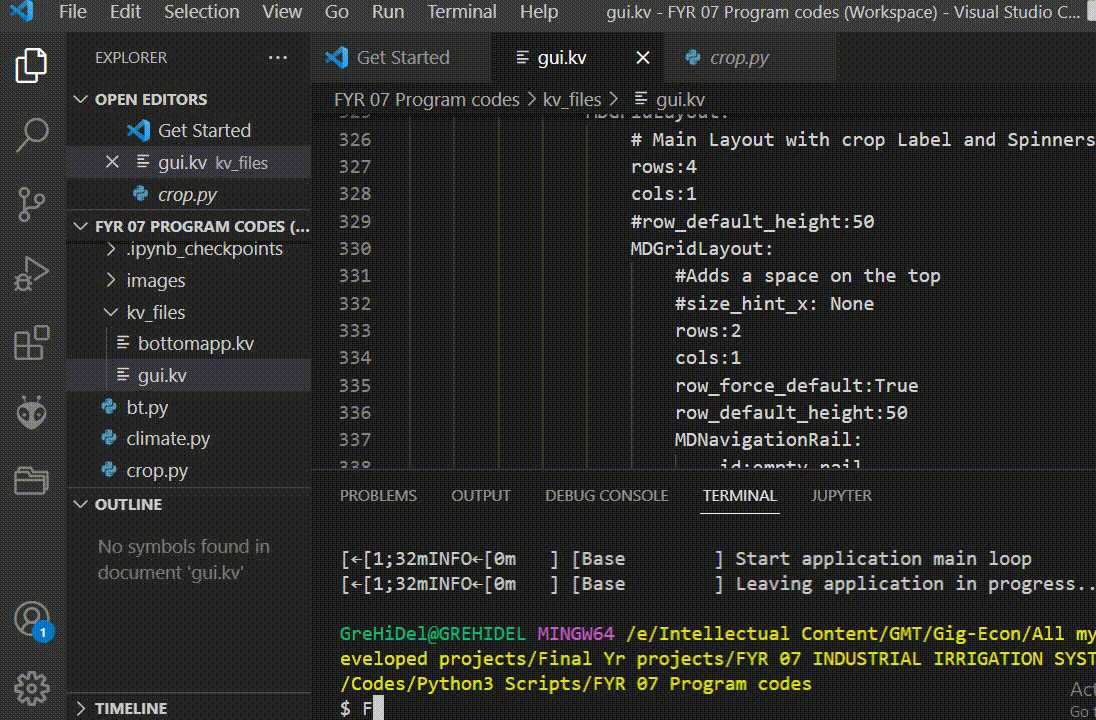 File Edit Selection View Go Run Terminal Help gui.kv - FYR 07 Program codes (Workspace) - Visual Studio C...
EXPLORER ...
OPEN EDITORS
Get Started
gui.kv kv_files
crop.py
FYR 07 PROGRAM CODES (...
.ipynb_checkpoints
images
kv_files
bottomapp.kv
gui.kv
bt.py
climate.py
crop.py
OUTLINE
No symbols found in
document 'gui.kv'
1
TIMELINE
Get Started gui.kv crop.py
FYR 07 Program codes > kv_files > gui.kv
325 MDGridLayout:
326 # Main Layout with crop Label and Spinners
327 rows:4
328 cols:1
329 #row_default_height:50
330 MDGridLayout:
331 #Adds a space on the top
332 #size_hint_x: None
333 rows:2
334 cols:1
335 row_force_default:True
336 row_default_height:50
337 MDNavigationRail:
338 id:empty_rail
PROBLEMS OUTPUT DEBUG CONSOLE TERMINAL JUPYTER
[←[1;32mINFO←[0m ] [Base ] Start application main loop
[←[1;32mINFO←[0m ] [Base ] Leaving application in progress..
GreHiDel@GREHIDEL MINGW64 /e/Intellectual Content/GMT/Gig-Econ/All my
eveloped projects/Final Yr projects/FYR 07 INDUSTRIAL IRRIGATION SYST
/Codes/Python3 Scripts/FYR 07 Program codes
$ F
Act
Go t